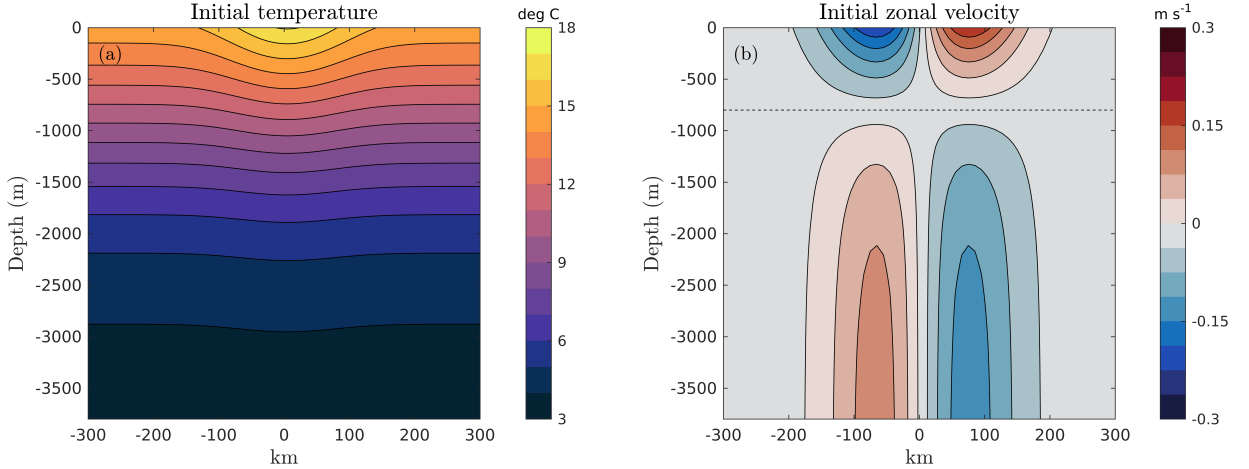 Initial temperature
deg C
(a)
0
-500
-1000
-1500
-2000
-2500
-3000
-3500
Depth (m)
-300 -200 -100 0 100 200 300
km
18
15
12
9
6
3
Initial zonal velocity
m s⁻¹
(b)
0
-500
-1000
-1500
-2000
-2500
-3000
-3500
Depth (m)
-300 -200 -100 0 100 200 300
km
0.3
0.15
0
-0.15
-0.3